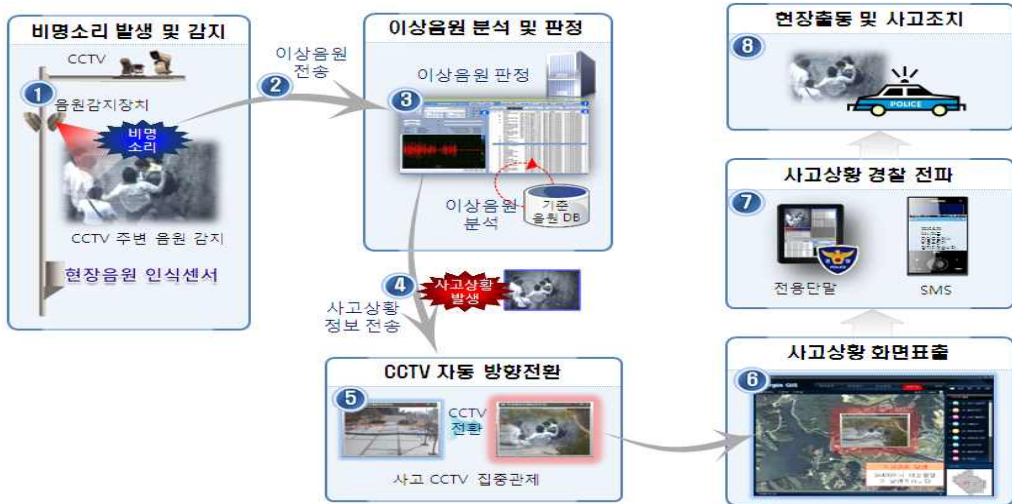 비명소리 발생 및 감지
CCTV
1
음원감지장치
비명
소리
CCTV 주변 음원 감지
현장음원 인식센서
2
이상음원
전송
이상음원 분석 및 판정
이상음원 판정
3
이상음원
분석
기준
음원 DB
4
사고상황
발생
사고상황
정보 전송
CCTV 자동 방향전환
5
CCTV
전환
사고 CCTV 집중관제
사고상황 화면표출
6
GIS
사고상황 경찰 전파
7
POLICE
전용단말
SMS
현장출동 및 사고조치
8
POLICE